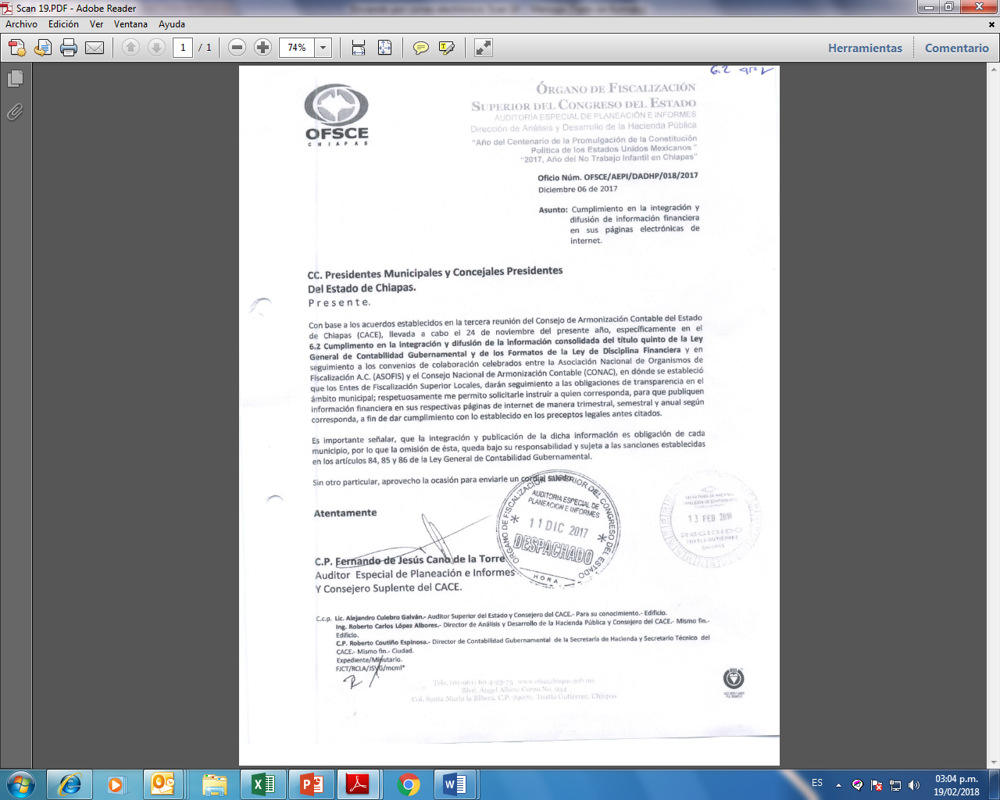 Scan 19.PDF - Adobe Reader
Archivo Edición Ver Ventana Ayuda
1 / 1 74% Herramientas Comentario
6.2
OFSCE
CHIAPAS
ÓRGANO DE FISCALIZACIÓN
SUPERIOR DEL CONGRESO DEL ESTADO
AUDITORÍA ESPECIAL DE PLANEACIÓN E INFORMES
Dirección de Análisis y Desarrollo de la Hacienda Pública
"Año del Centenario de la Promulgación de la Constitución
Política de los Estados Unidos Mexicanos "
"2017, Año del No Trabajo Infantil en Chiapas"
Oficio Núm. OFSCE/AEPI/DADHP/018/2017
Diciembre 06 de 2017
Asunto: Cumplimiento en la integración y
difusión de información financiera
en sus páginas electrónicas de
internet.
CC. Presidentes Municipales y Concejales Presidentes
Del Estado de Chiapas.
P r e s e n t e.
Con base a los acuerdos establecidos en la tercera reunión del Consejo de Armonización Contable del Estado
de Chiapas (CACE), llevada a cabo el 24 de noviembre del presente año, específicamente en el
6.2 Cumplimento en la integración y difusión de la información consolidada del título quinto de la Ley
General de Contabilidad Gubernamental y de los Formatos de la Ley de Disciplina Financiera y en
seguimiento a los convenios de colaboración celebrados entre la Asociación Nacional de Organismos de
Fiscalización A.C. (ASOFIS) y el Consejo Nacional de Armonización Contable (CONAC), en dónde se estableció
que los Entes de Fiscalización Superior Locales, darán seguimiento a las obligaciones de transparencia en el
ámbito municipal; respetuosamente me permito solicitarle instruir a quien corresponda, para que publiquen
información financiera en sus respectivas páginas de internet de manera trimestral, semestral y anual según
corresponda, a fin de dar cumplimiento con lo establecido en los preceptos legales antes citados.
Es importante señalar, que la integración y publicación de la dicha información es obligación de cada
municipio, por lo que la omisión de ésta, queda bajo su responsabilidad y sujeta a las sanciones establecidas
en los artículos 84, 85 y 86 de la Ley General de Contabilidad Gubernamental.
Sin otro particular, aprovecho la ocasión para enviarle un cordial saludo.
ORGANO DE FISCALIZACIÓN SUPERIOR DEL CONGRESO DEL ESTADO
AUDITORIA ESPECIAL DE
PLANEACION E INFORMES
11 DIC 2017
DESPACHADO
HORA
SECRETARIA DE HACIENDA
13 FEB 2018
RECIBIDO
TUXTLA GUTIÉRREZ
CHIAPAS
Atentamente
C.P. Fernando de Jesús Cano de la Torre
Auditor Especial de Planeación e Informes
Y Consejero Suplente del CACE.
C.c.p. Lic. Alejandro Culebro Galván.- Auditor Superior del Estado y Consejero del CACE.- Para su conocimiento.- Edificio.
Ing. Roberto Carlos López Albores.- Director de Análisis y Desarrollo de la Hacienda Pública y Consejero del CACE.- Mismo fin.-
Edificio.
C.P. Roberto Coutiño Espinosa.- Director de Contabilidad Gubernamental de la Secretaría de Hacienda y Secretario Técnico del
CACE.- Mismo fin.- Ciudad.
Expediente/Minutario.
FJCT/RCLA/JSVG/mcml*
Tels. (01-961) 60 4-23-75 www.ofscechiapas.gob.mx
Blvd. Ángel Albino Corzo No. 934
Col. Santa María la Ribera. C.P. 29070. Tuxtla Gutiérrez, Chiapas
ES
03:04 p.m.
19/02/2018